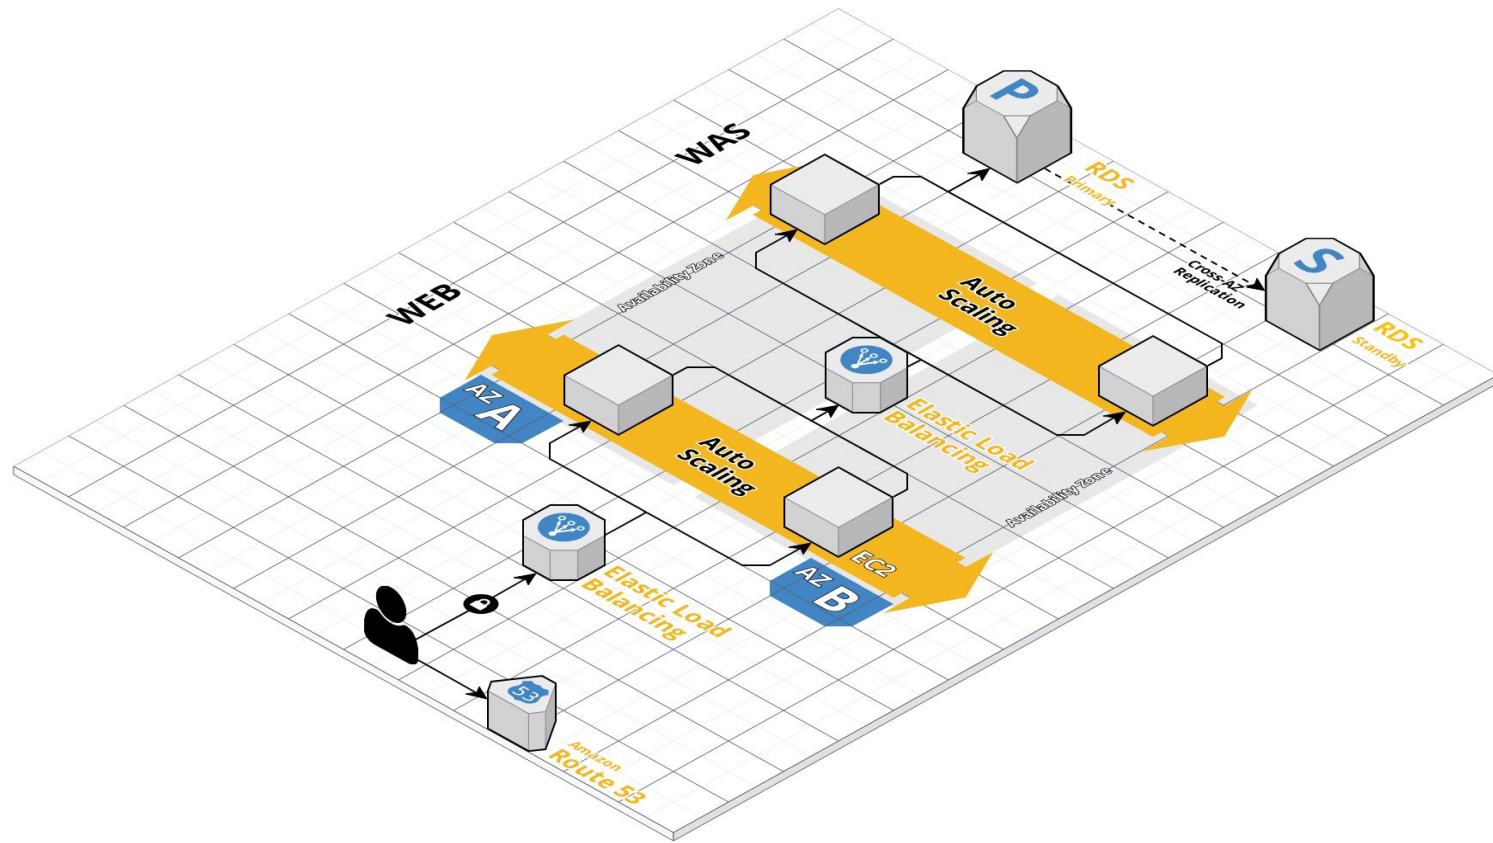 P
WAS
RDS
Primary
S
Cross-AZ
Replication
Availability Zone
WEB
Auto
Scaling
RDS
Standby
AZ A
Elastic Load
Balancing
Auto
Scaling
Availability Zone
EC2
AZ B
Elastic Load
Balancing
53
Amazon
Route 53